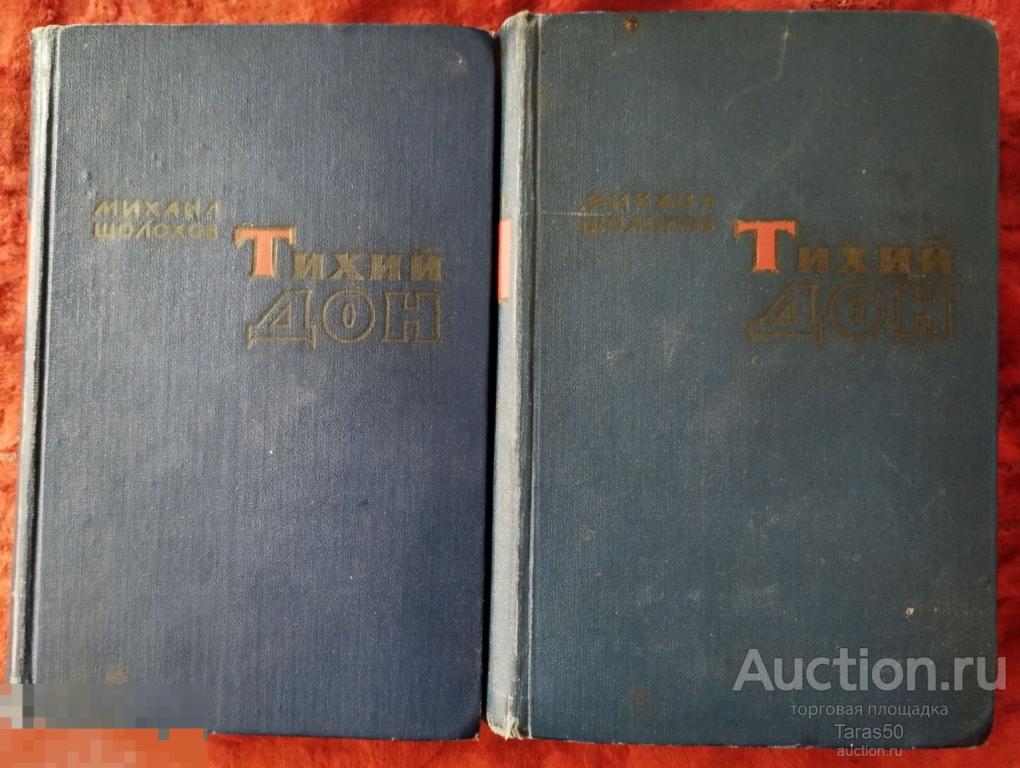 МИХАИЛ
ШОЛОХОВ
ТИХИЙ
ДОН
МИХАИЛ
ШОЛОХОВ
ТИХИЙ
ДОН
Auction.ru
торговая площадка
Taras50
auction.ru